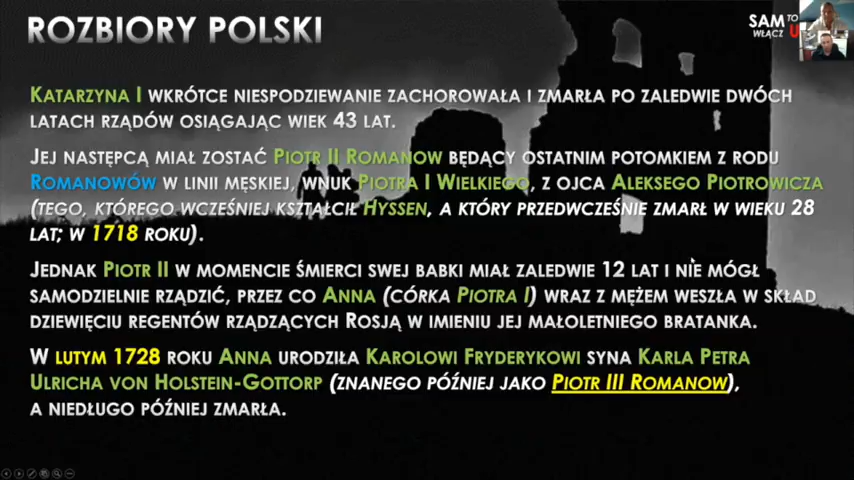 ROZBIORY POLSKI
SAM TO
WŁĄCZ U
KATARZYNA I WKRÓTCE NIESPODZIEWANIE ZACHOROWAŁA I ZMARŁA PO ZALEDWIE DWÓCH
LATACH RZĄDÓW OSIĄGAJĄC WIEK 43 LAT.
JEJ NASTĘPCĄ MIAŁ ZOSTAĆ PIOTR II ROMANOW BĘDĄCY OSTATNIM POTOMKIEM Z RODU
ROMANOWÓW W LINII MĘSKIEJ, WNUK PIOTRA I WIELKIEGO, Z OJCA ALEKSEGO PIOTROWICZA
(TEGO, KTÓREGO WCZEŚNIEJ KSZTAŁCIŁ HYSSEN, A KTÓRY PRZEDWCZEŚNIE ZMARŁ W WIEKU 28
LAT; W 1718 ROKU).
JEDNAK PIOTR II W MOMENCIE ŚMIERCI SWEJ BABKI MIAŁ ZALEDWIE 12 LAT I NIE MÓGŁ
SAMODZIELNIE RZĄDZIĆ, PRZEZ CO ANNA (CÓRKA PIOTRA I) WRAZ Z MĘŻEM WESZŁA W SKŁAD
DZIEWIĘCIU REGENTÓW RZĄDZĄCYCH ROSJĄ W IMIENIU JEJ MAŁOLETNIEGO BRATANKA.
W LUTYM 1728 ROKU ANNA URODZIŁA KAROLOWI FRYDERYKOWI SYNA KARLA PETRA
ULRICHA VON HOLSTEIN-GOTTORP (ZNANEGO PÓŹNIEJ JAKO PIOTR III ROMANOW),
A NIEDŁUGO PÓŹNIEJ ZMARŁA.